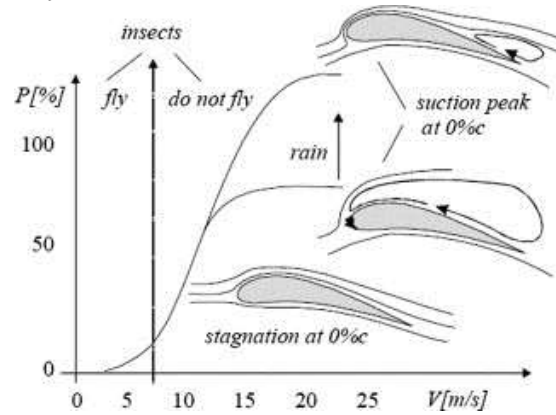 insects
P[%]
fly
do not fly
suction peak
at 0%c
100
rain
50
stagnation at 0%c
0
0 5 10 15 20 25 V[m/s]